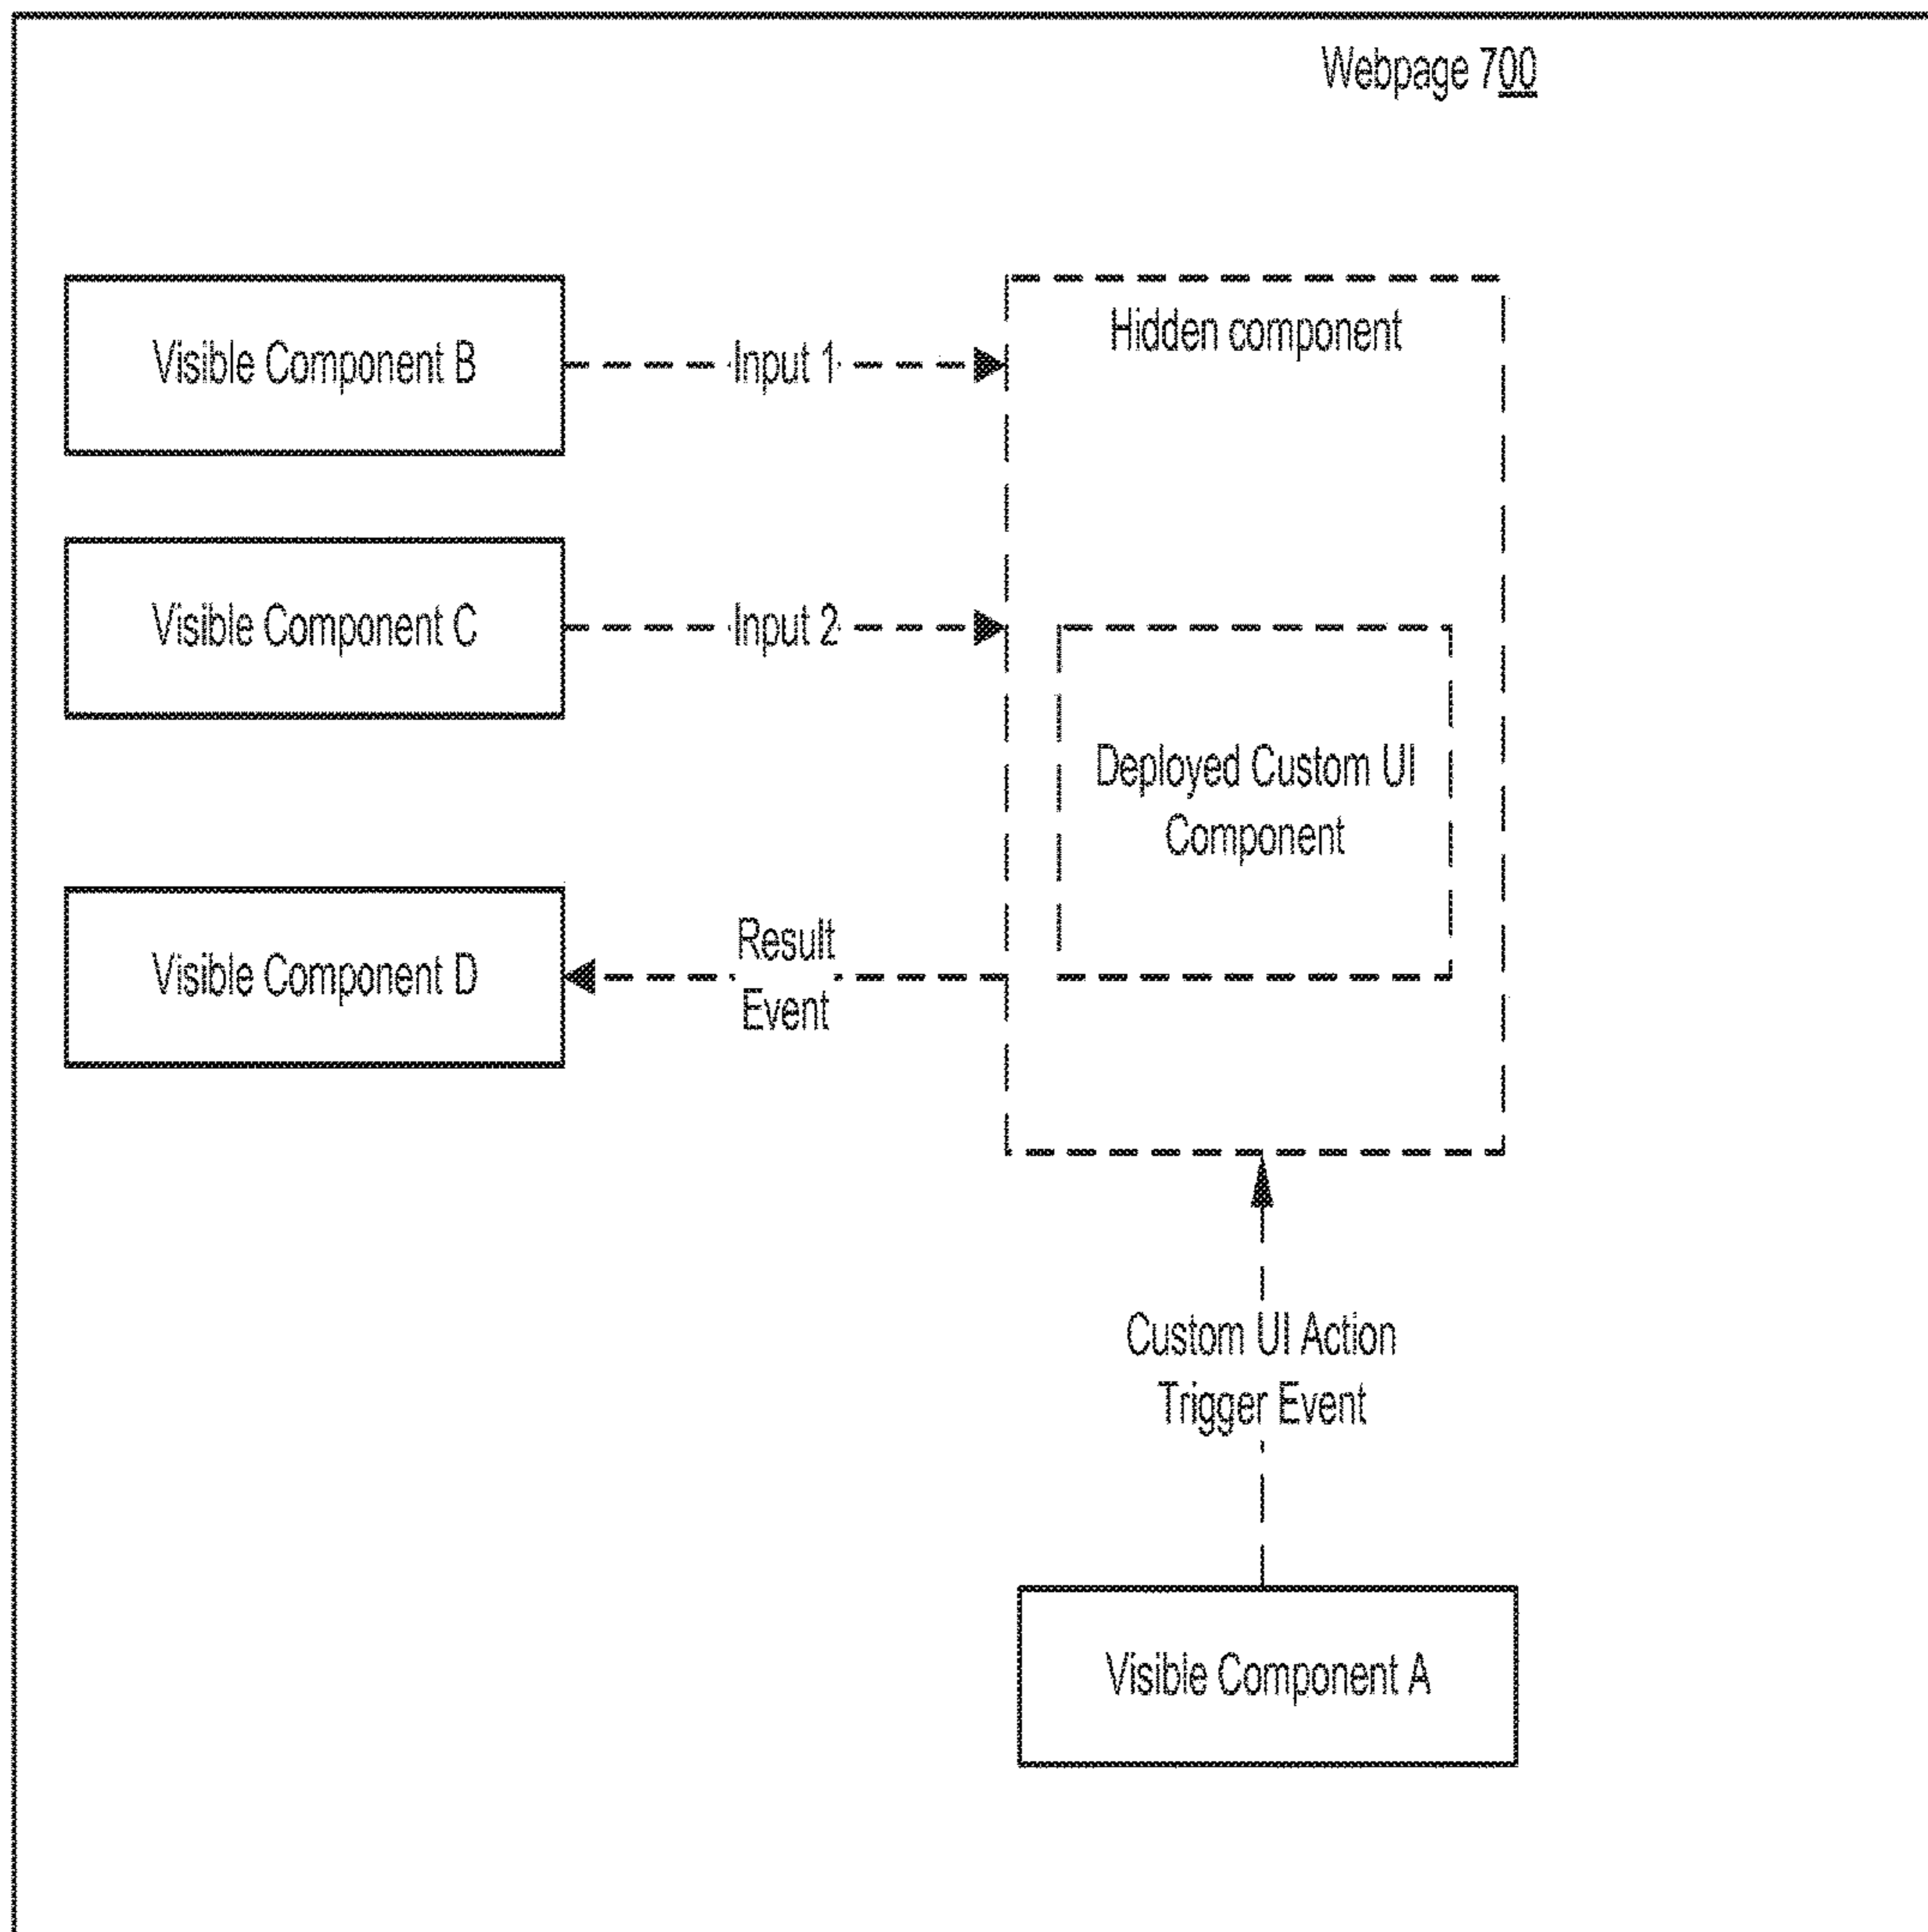 Webpage 700
Visible Component B
Input 1
Hidden component
Visible Component C
Input 2
Deployed Custom UI
Component
Visible Component D
Result
Event
Custom UI Action
Trigger Event
Visible Component A